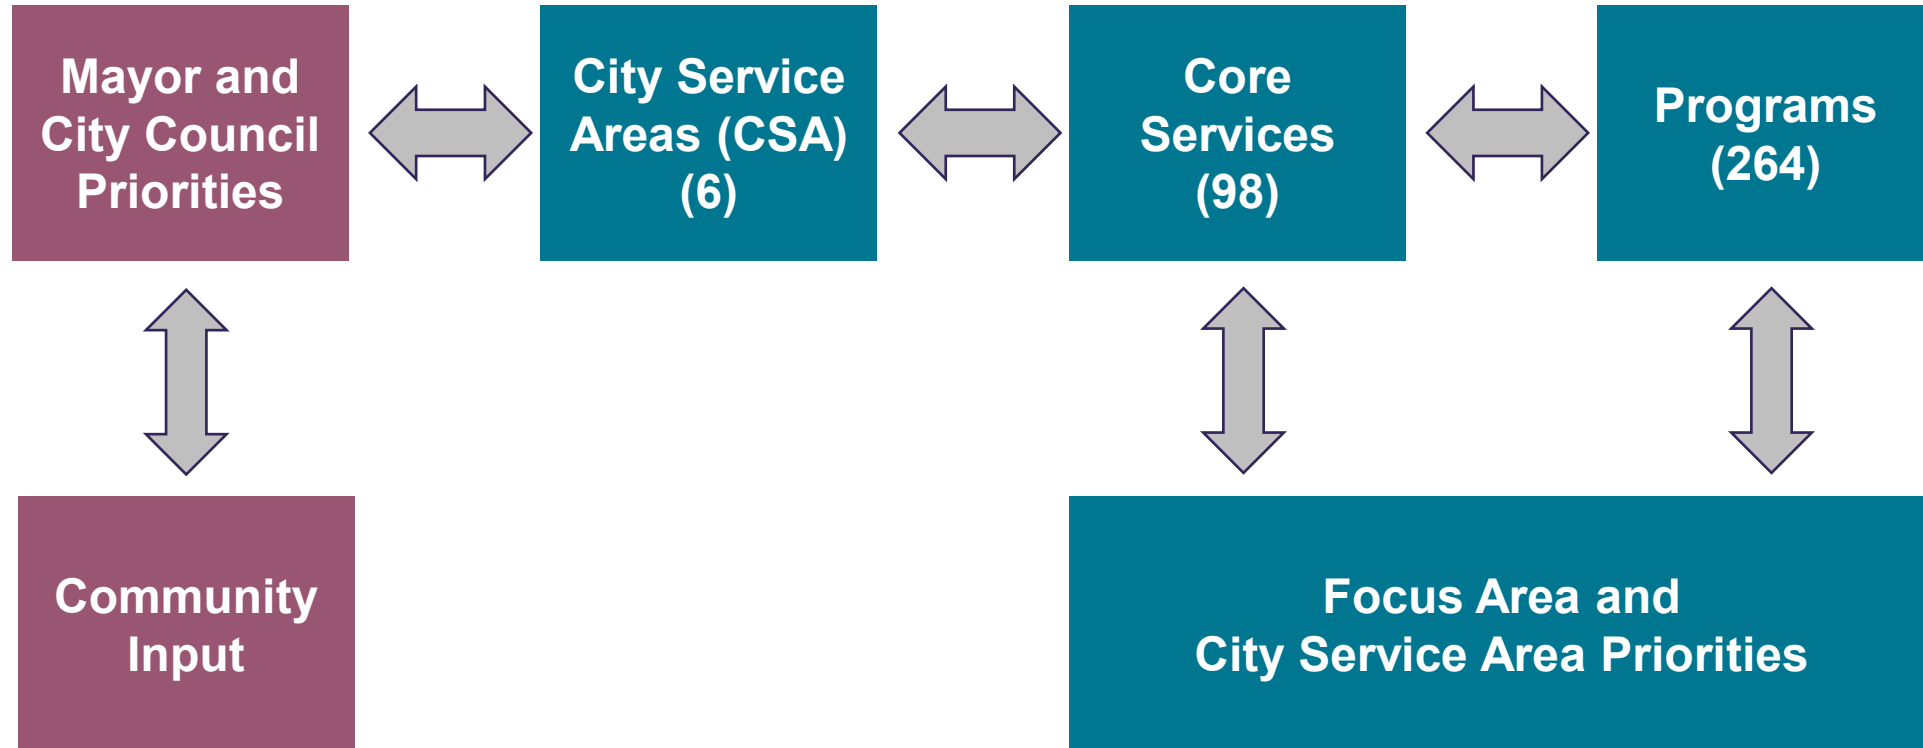 Mayor and
City Council
Priorities
City Service
Areas (CSA)
(6)
Core
Services
(98)
Programs
(264)
Community
Input
Focus Area and
City Service Area Priorities